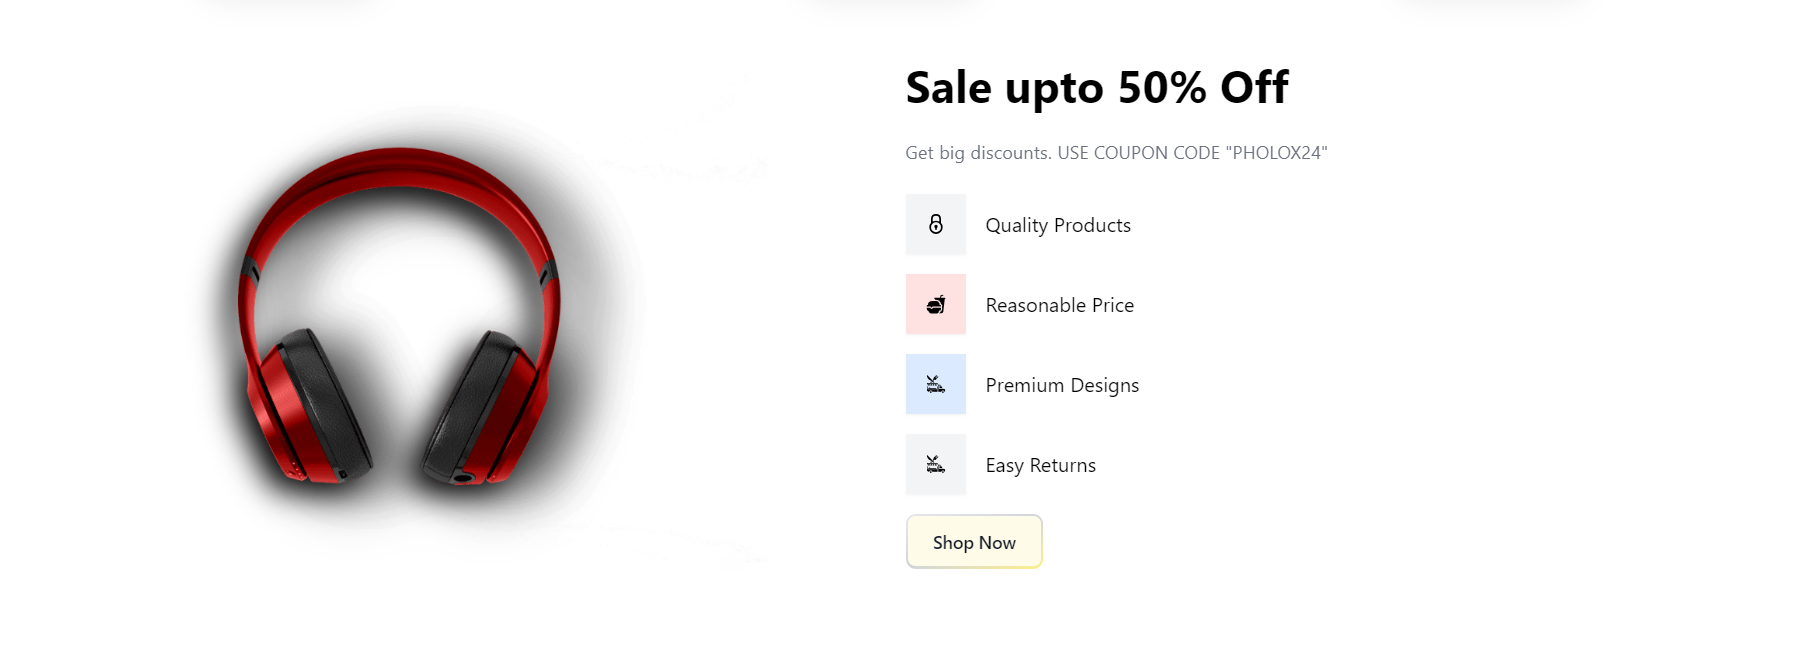 Sale upto 50% Off
Get big discounts. USE COUPON CODE "PHOLOX24"
Quality Products
Reasonable Price
Premium Designs
Easy Returns
Shop Now